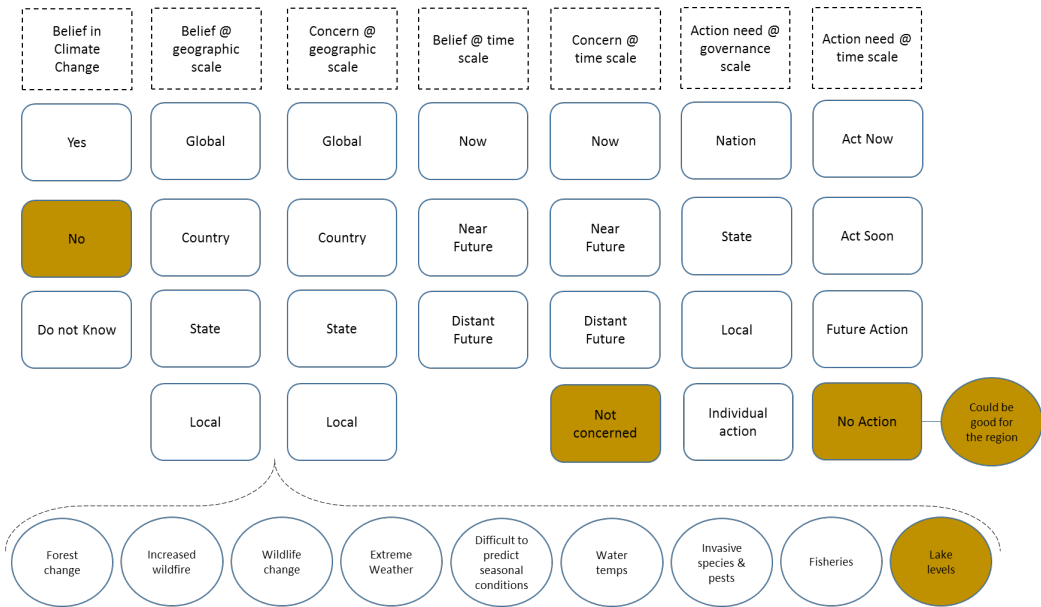 Belief in
Climate
Change
Belief @
geographic
scale
Concern @
geographic
scale
Belief @ time
scale
Concern @
time scale
Action need @
governance
scale
Action need @
time scale
Yes
Global
Global
Now
Now
Nation
Act Now
No
Country
Country
Near
Future
Near
Future
State
Act Soon
Do not Know
State
State
Distant
Future
Distant
Future
Local
Future Action
Local
Local
Not
concerned
Individual
action
No Action
Could be
good for
the region
Forest
change
Increased
wildfire
Wildlife
change
Extreme
Weather
Difficult to
predict
seasonal
conditions
Water
temps
Invasive
species &
pests
Fisheries
Lake
levels